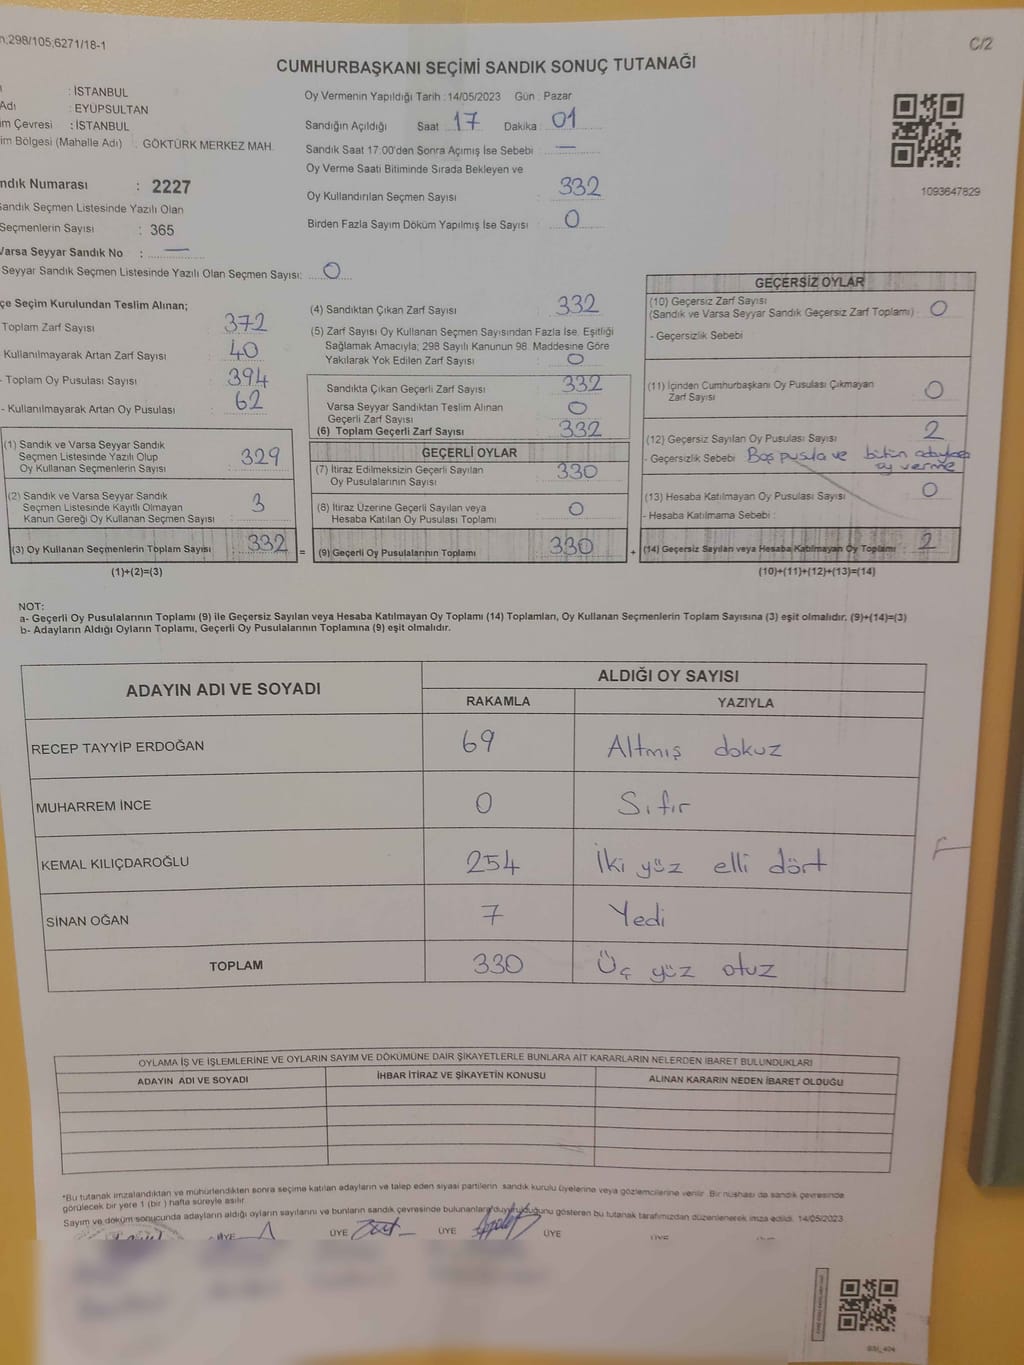 298/105;6271/18-1
C/2
CUMHURBAŞKANI SEÇİMİ SANDIK SONUÇ TUTANAĞI
: İSTANBUL
Adı : EYÜPSULTAN
im Çevresi : İSTANBUL
im Bölgesi (Mahalle Adı) : GÖKTÜRK MERKEZ MAH.
ndık Numarası : 2227
Sandık Seçmen Listesinde Yazılı Olan
Seçmenlerin Sayısı : 365
Varsa Seyyar Sandık No : —
Seyyar Sandık Seçmen Listesinde Yazılı Olan Seçmen Sayısı: 0
Oy Vermenin Yapıldığı Tarih : 14/05/2023 Gün : Pazar
Sandığın Açıldığı Saat 17 Dakika 01
Sandık Saat 17.00'den Sonra Açımış İse Sebebi : —
Oy Verme Saati Bitiminde Sırada Bekleyen ve
Oy Kullandırılan Seçmen Sayısı : 332
Birden Fazla Sayım Döküm Yapılmış İse Sayısı : 0
1093647829
çe Seçim Kurulundan Teslim Alınan;
Toplam Zarf Sayısı : 372
Kullanılmayarak Artan Zarf Sayısı : 40
- Toplam Oy Pusulası Sayısı : 394
- Kullanılmayarak Artan Oy Pusulası : 62
(1) Sandık ve Varsa Seyyar Sandık
Seçmen Listesinde Yazılı Olup
Oy Kullanan Seçmenlerin Sayısı : 329
(2) Sandık ve Varsa Seyyar Sandık
Seçmen Listesinde Kayıtlı Olmayan
Kanun Gereği Oy Kullanan Seçmen Sayısı : 3
(3) Oy Kullanan Seçmenlerin Toplam Sayısı : 332
(1)+(2)=(3)
(4) Sandıktan Çıkan Zarf Sayısı : 332
(5) Zarf Sayısı Oy Kullanan Seçmen Sayısından Fazla İse, Eşitliği
Sağlamak Amacıyla; 298 Sayılı Kanunun 98. Maddesine Göre
Yakılarak Yok Edilen Zarf Sayısı : 0
Sandıkta Çıkan Geçerli Zarf Sayısı : 332
Varsa Seyyar Sandıktan Teslim Alınan
Geçerli Zarf Sayısı : 0
(6) Toplam Geçerli Zarf Sayısı : 332
GEÇERLİ OYLAR
(7) İtiraz Edilmeksizin Geçerli Sayılan
Oy Pusulalarının Sayısı : 330
(8) İtiraz Üzerine Geçerli Sayılan veya
Hesaba Katılan Oy Pusulası Toplamı : 0
= (9) Geçerli Oy Pusulalarının Toplamı : 330 +
GEÇERSİZ OYLAR
(10) Geçersiz Zarf Sayısı
(Sandık ve Varsa Seyyar Sandık Geçersiz Zarf Toplamı) : 0
- Geçersizlik Sebebi
(11) İçinden Cumhurbaşkanı Oy Pusulası Çıkmayan
Zarf Sayısı : 0
(12) Geçersiz Sayılan Oy Pusulası Sayısı : 2
- Geçersizlik Sebebi : Boş pusula ve bütün adaylara
oy verme
(13) Hesaba Katılmayan Oy Pusulası Sayısı : 0
- Hesaba Katılmama Sebebi :
(14) Geçersiz Sayılan veya Hesaba Katılmayan Oy Toplamı : 2
(10)+(11)+(12)+(13)=(14)
NOT:
a- Geçerli Oy Pusulalarının Toplamı (9) ile Geçersiz Sayılan veya Hesaba Katılmayan Oy Toplamı (14) Toplamları, Oy Kullanan Seçmenlerin Toplam Sayısına (3) eşit olmalıdır. (9)+(14)=(3)
b- Adayların Aldığı Oyların Toplamı, Geçerli Oy Pusulalarının Toplamına (9) eşit olmalıdır.
ADAYIN ADI VE SOYADI
ALDIĞI OY SAYISI
RAKAMLA YAZIYLA
RECEP TAYYİP ERDOĞAN 69 Altmış dokuz
MUHARREM İNCE 0 Sıfır
KEMAL KILIÇDAROĞLU 254 İki yüz elli dört
SİNAN OĞAN 7 Yedi
TOPLAM 330 Üç yüz otuz
OYLAMA İŞ VE İŞLEMLERİNE VE OYLARIN SAYIM VE DÖKÜMÜNE DAİR ŞİKAYETLERLE BUNLARA AİT KARARLARIN NELERDEN İBARET BULUNDUKLARI
ADAYIN ADI VE SOYADI İHBAR İTİRAZ VE ŞİKAYETİN KONUSU ALINAN KARARIN NEDEN İBARET OLDUĞU
*Bu tutanak imzalandıktan ve mühürlendikten sonra seçime katılan adayların ve talep eden siyasi partilerin sandık kurulu üyelerine veya gözlemcilerine verilir. Bir nüshası da sandık çevresinde
görülecek bir yere 1 (bir) hafta süreyle asılır.
Sayım ve döküm sonucunda adayların aldığı oyların sayılarını ve bunların sandık çevresinde bulunanlara duyurulduğunu gösteren bu tutanak tarafımızdan düzenlenerek imza edildi. 14/05/2023
ÜYE ÜYE ÜYE ÜYE ÜYE